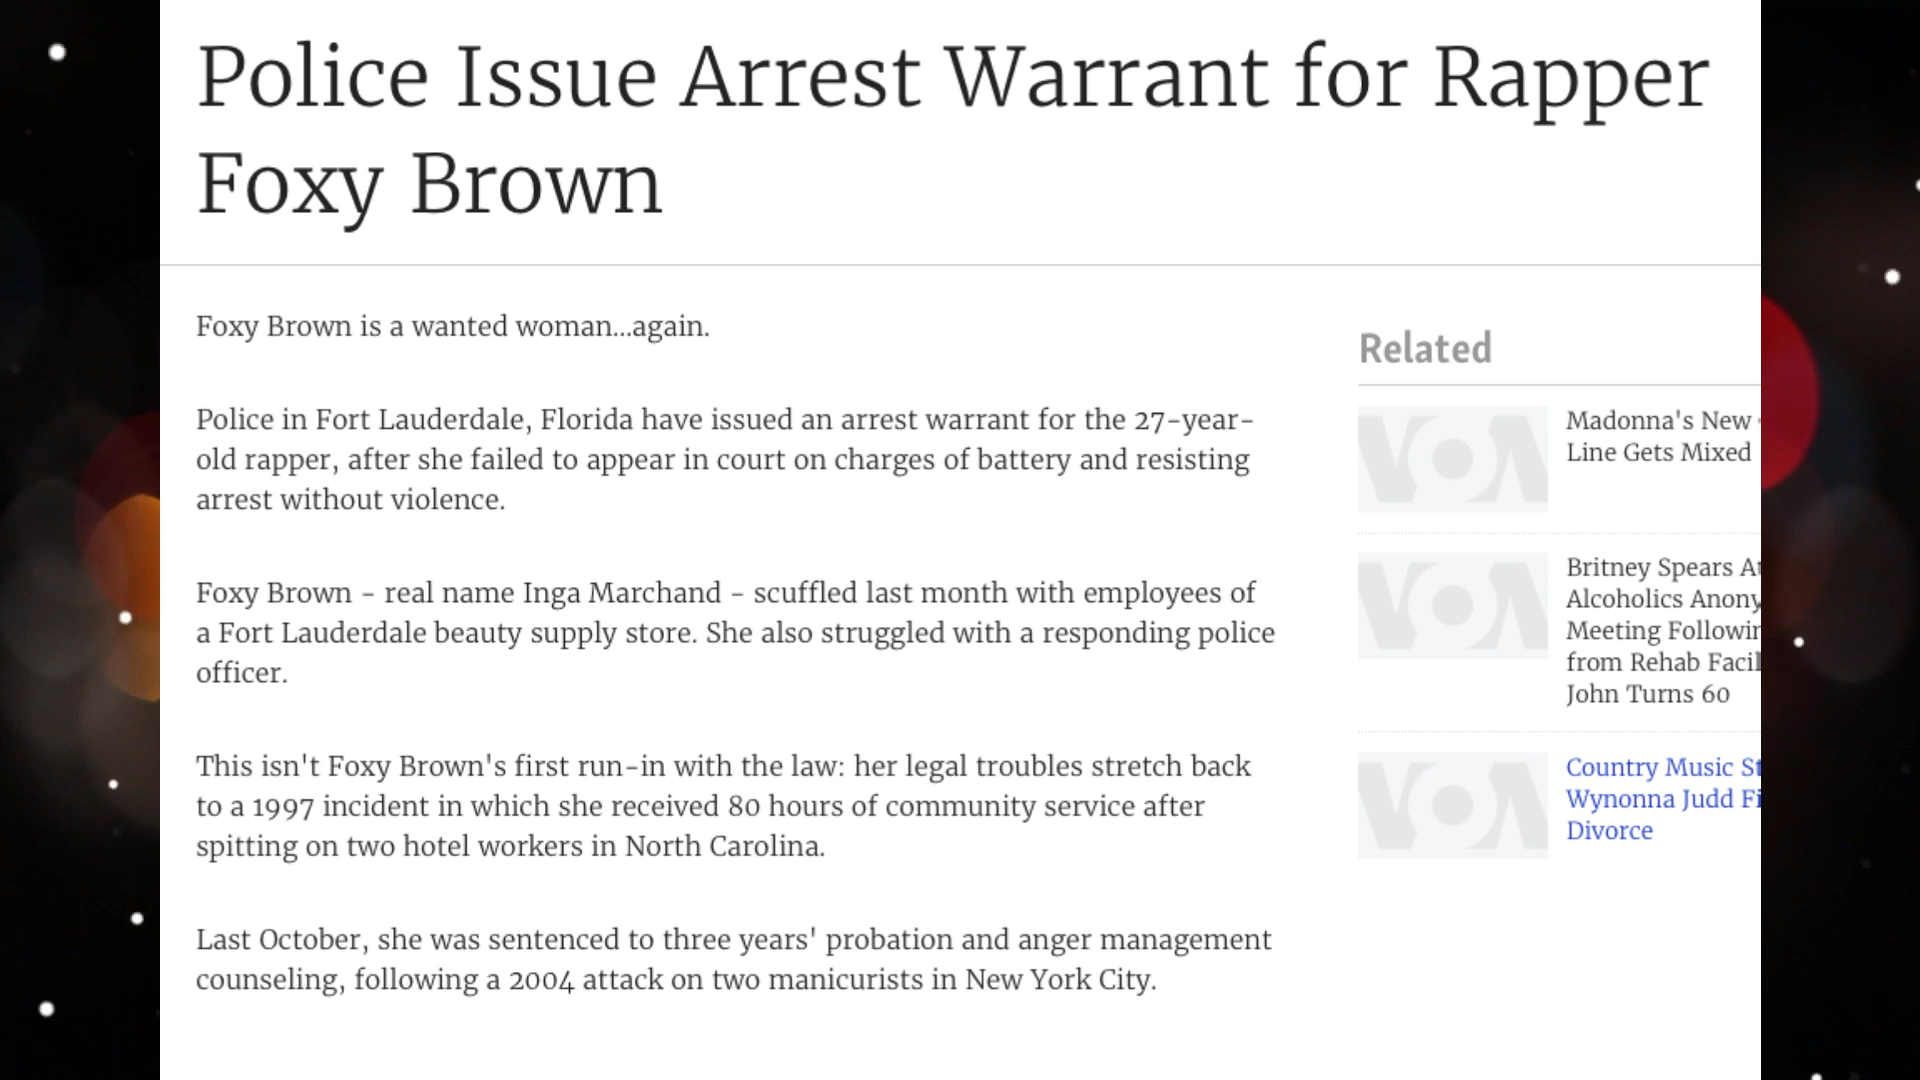 Police Issue Arrest Warrant for Rapper
Foxy Brown
Foxy Brown is a wanted woman...again.
Police in Fort Lauderdale, Florida have issued an arrest warrant for the 27-year-
old rapper, after she failed to appear in court on charges of battery and resisting
arrest without violence.
Foxy Brown - real name Inga Marchand - scuffled last month with employees of
a Fort Lauderdale beauty supply store. She also struggled with a responding police
officer.
This isn't Foxy Brown's first run-in with the law: her legal troubles stretch back
to a 1997 incident in which she received 80 hours of community service after
spitting on two hotel workers in North Carolina.
Last October, she was sentenced to three years' probation and anger management
counseling, following a 2004 attack on two manicurists in New York City.
Related
VOA
Madonna's New
Line Gets Mixed
VOA
Britney Spears
Alcoholics
Meeting
from Rehab
John Turns 60
VOA
Country Music
Wynonna Judd
Divorce